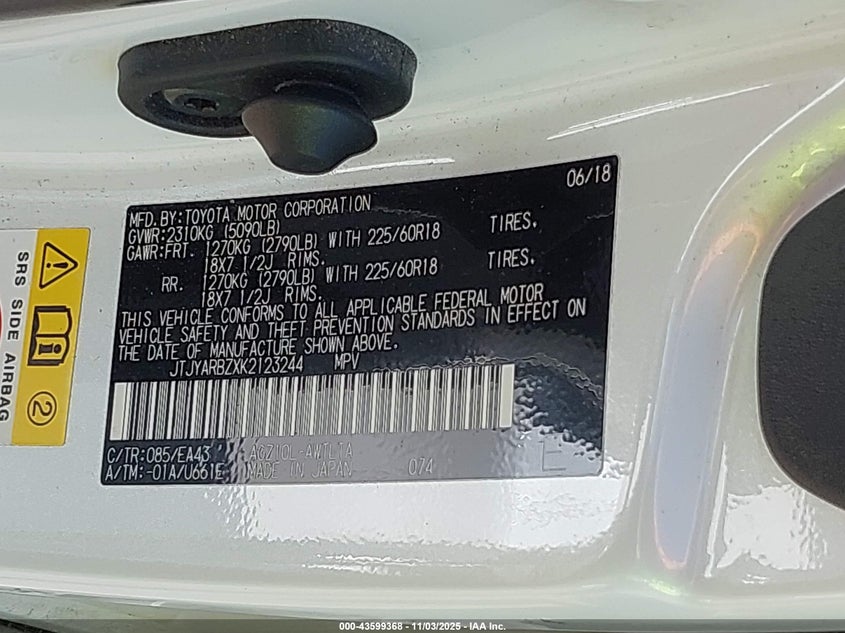 06/18
MFD. BY:TOYOTA MOTOR CORPORATION
GVWR:2310KG (5090LB)
GAWR:FRT. 1270KG (2790LB) WITH 225/60R18 TIRES.
18X7 1/2J RIMS.
RR. 1270KG (2790LB) WITH 225/60R18 TIRES.
18X7 1/2J RIMS.
THIS VEHICLE CONFORMS TO ALL APPLICABLE FEDERAL MOTOR
VEHICLE SAFETY AND THEFT PREVENTION STANDARDS IN EFFECT ON
THE DATE OF MANUFACTURE SHOWN ABOVE.
JTJYARBZXK2123244 MPV
C/TR:085/EA43 AGZ10L-AWTLTA
A/TM:-01A/U661E MADE IN JAPAN 074
E
SRS SIDE AIRBAG
2
000-43599368 - 11/03/2025 - IAA Inc.